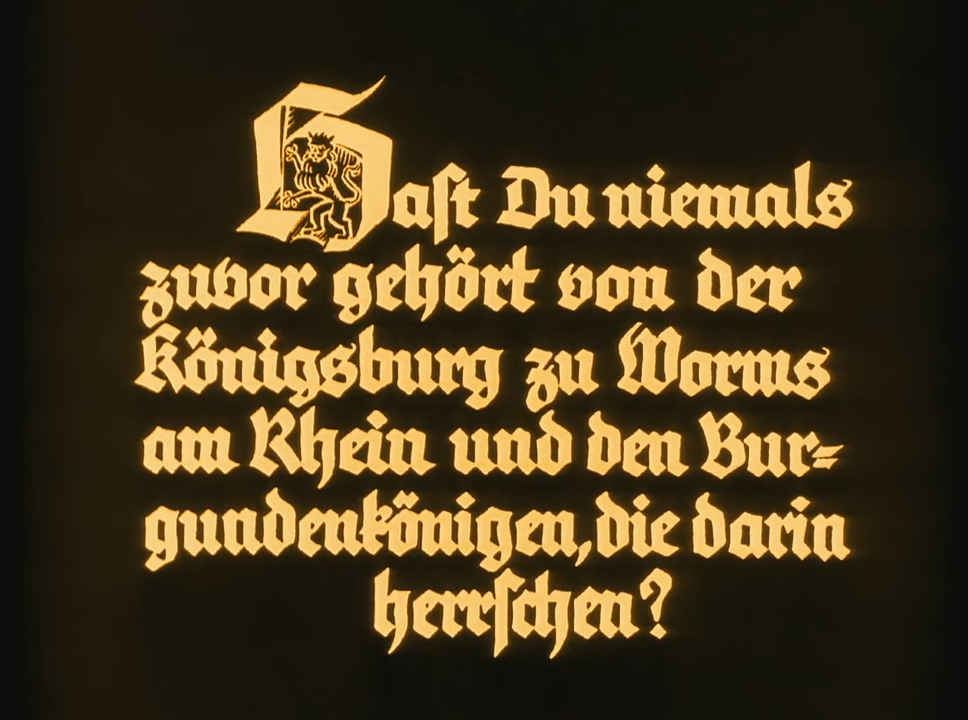 Hast Du niemals
zuvor gehört von der
Königsburg zu Worms
am Rhein und den Bur-
gundenkönigen, die darin
herrschen?